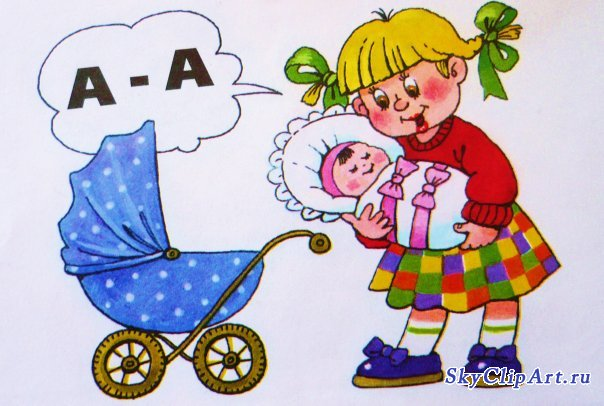 А - А
SkyClipArt.ru